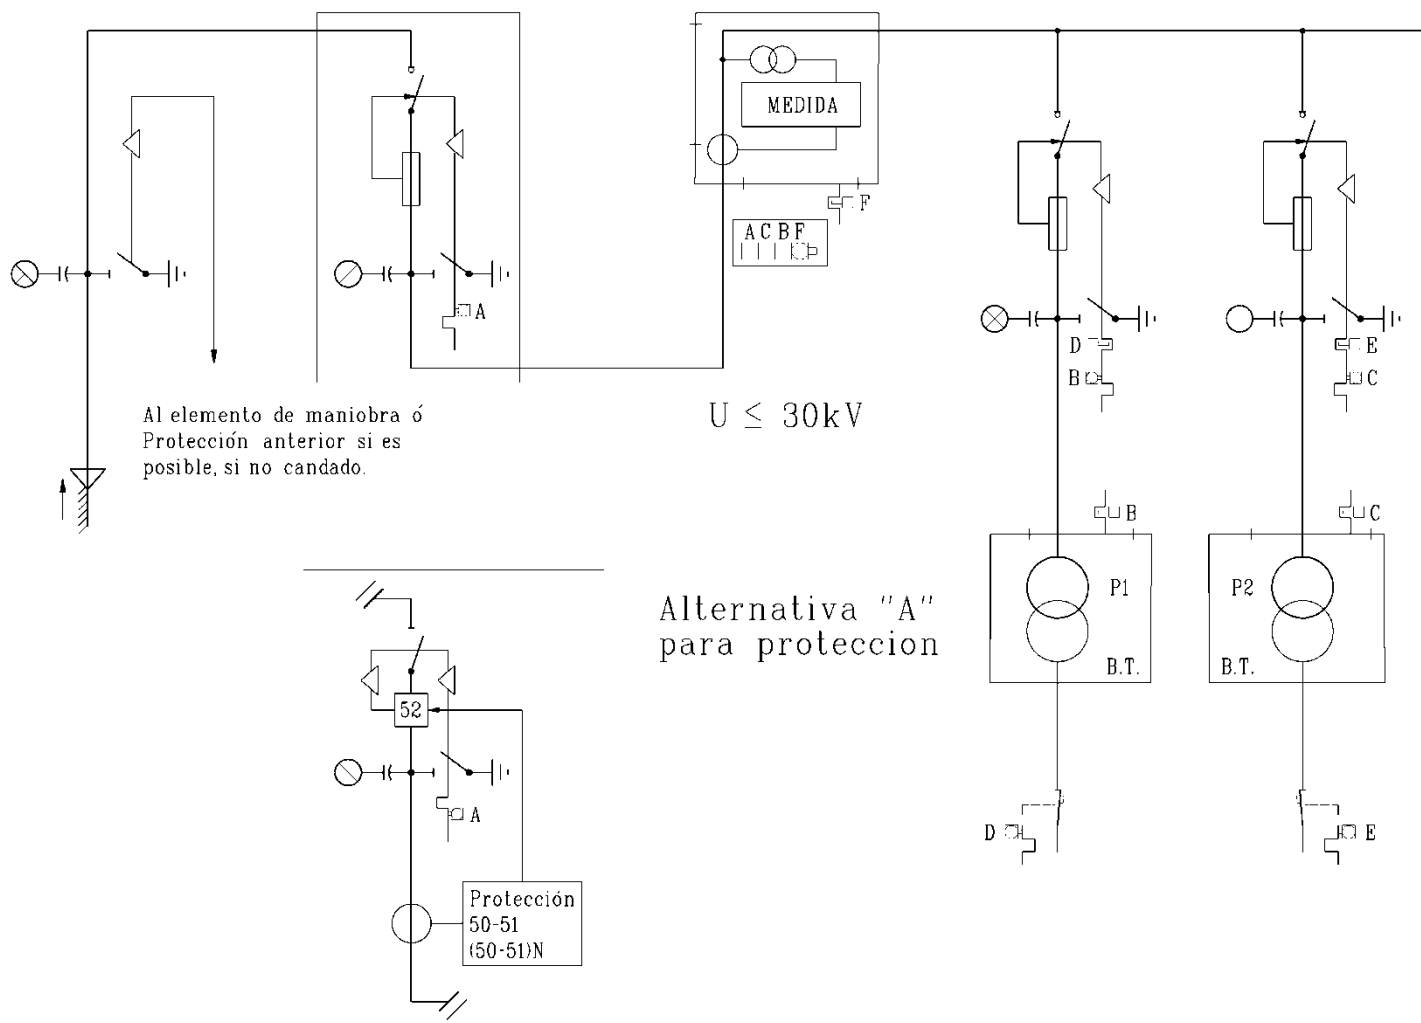 MEDIDA
F
A C B F
A
Al elemento de maniobra ó
Protección anterior si es
posible, si no candado.
U ≤ 30kV
D
B
E
C
B
C
P1
B.T.
P2
B.T.
Alternativa "A"
para proteccion
52
A
Protección
50-51
(50-51)N
D
E